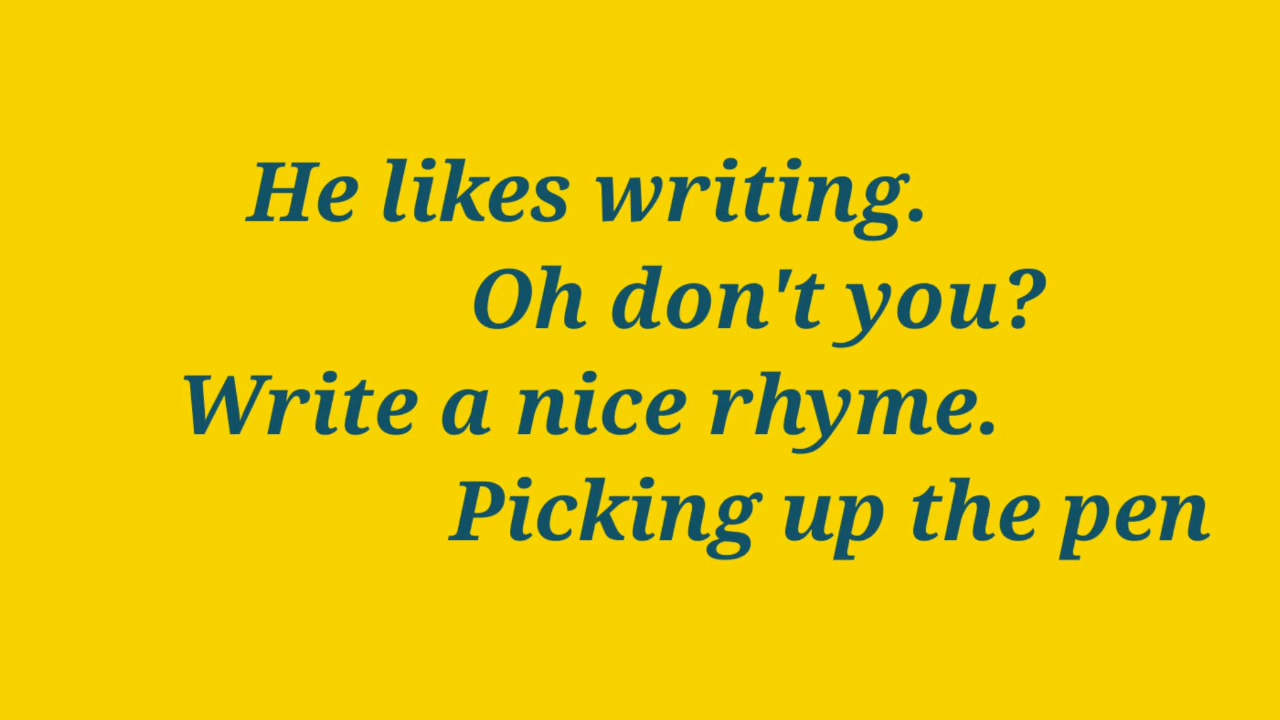 He likes writing.
Oh don't you?
Write a nice rhyme.
Picking up the pen